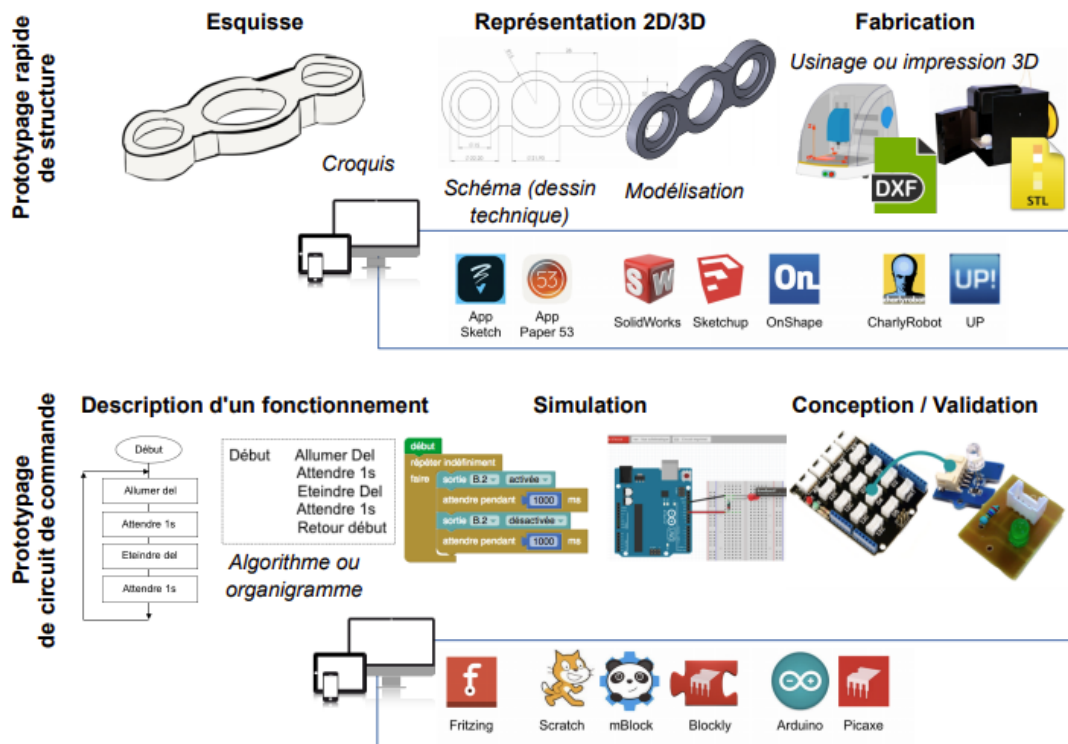 Prototypage rapide
de structure
Esquisse
Croquis
Représentation 2D/3D
Schéma (dessin
technique)
Modélisation
Fabrication
Usinage ou impression 3D
DXF
STL
53
SW
On
UP!
App
Sketch
App
Paper 53
SolidWorks
Sketchup
OnShape
CharlyRobot
UP
Prototypage
de circuit de commande
Description d'un fonctionnement
Début
Allumer del
Attendre 1s
Eteindre del
Attendre 1s
Début Allumer Del
Attendre 1s
Eteindre Del
Attendre 1s
Retour début
Algorithme ou
organigramme
Simulation
début
répéter indéfiniment
faire sortie B.2 activée
attendre pendant 1000 ms
sortie B.2 désactivée
attendre pendant 1000 ms
Conception / Validation
Fritzing
Scratch
mBlock
Blockly
Arduino
Picaxe